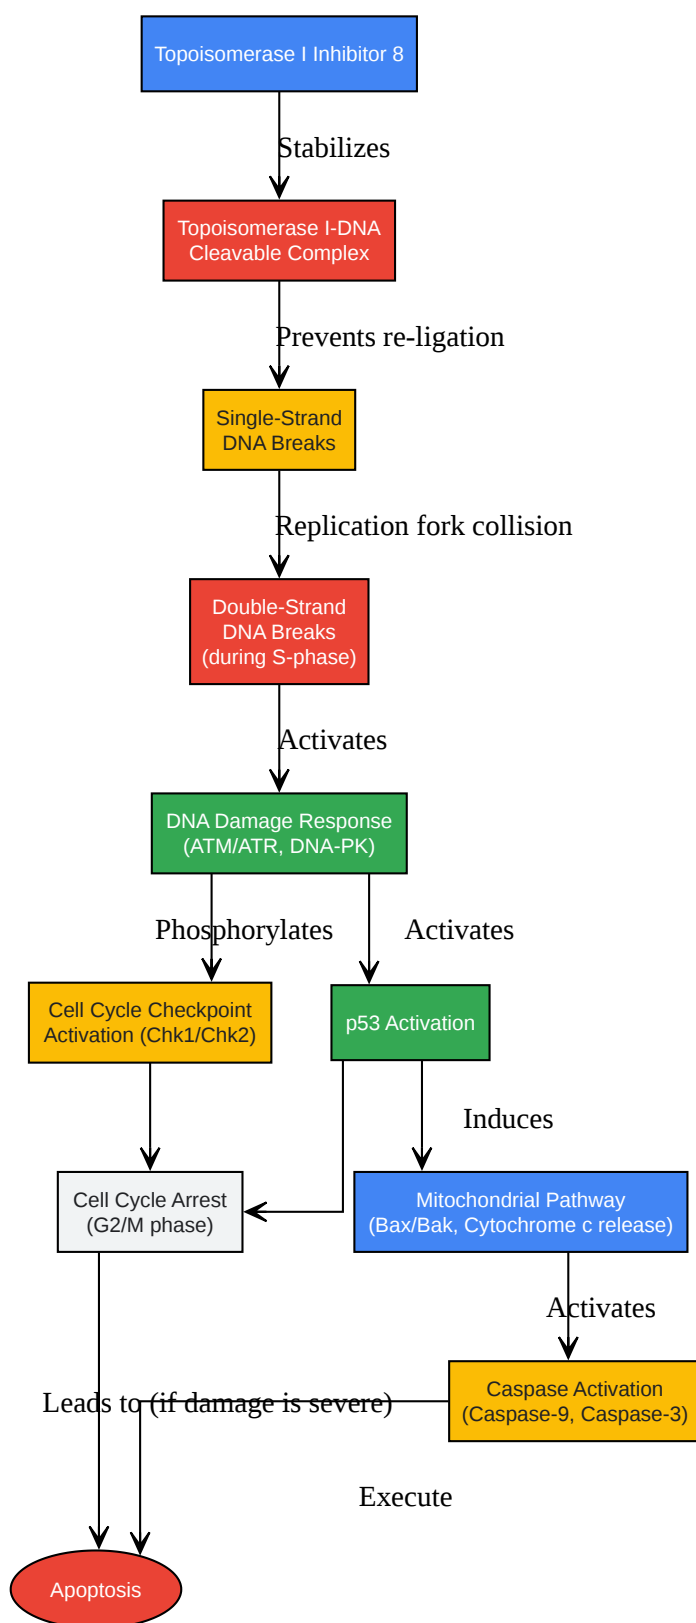 Topoisomerase I Inhibitor 8
Stabilizes
Topoisomerase I-DNA
Cleavable Complex
Prevents re-ligation
Single-Strand
DNA Breaks
Replication fork collision
Double-Strand
DNA Breaks
(during S-phase)
Activates
DNA Damage Response
(ATM/ATR, DNA-PK)
Phosphorylates
Activates
Cell Cycle Checkpoint
Activation (Chk1/Chk2)
p53 Activation
Induces
Cell Cycle Arrest
(G2/M phase)
Mitochondrial Pathway
(Bax/Bak, Cytochrome c release)
Activates
Caspase Activation
(Caspase-9, Caspase-3)
Leads to (if damage is severe)
Execute
Apoptosis